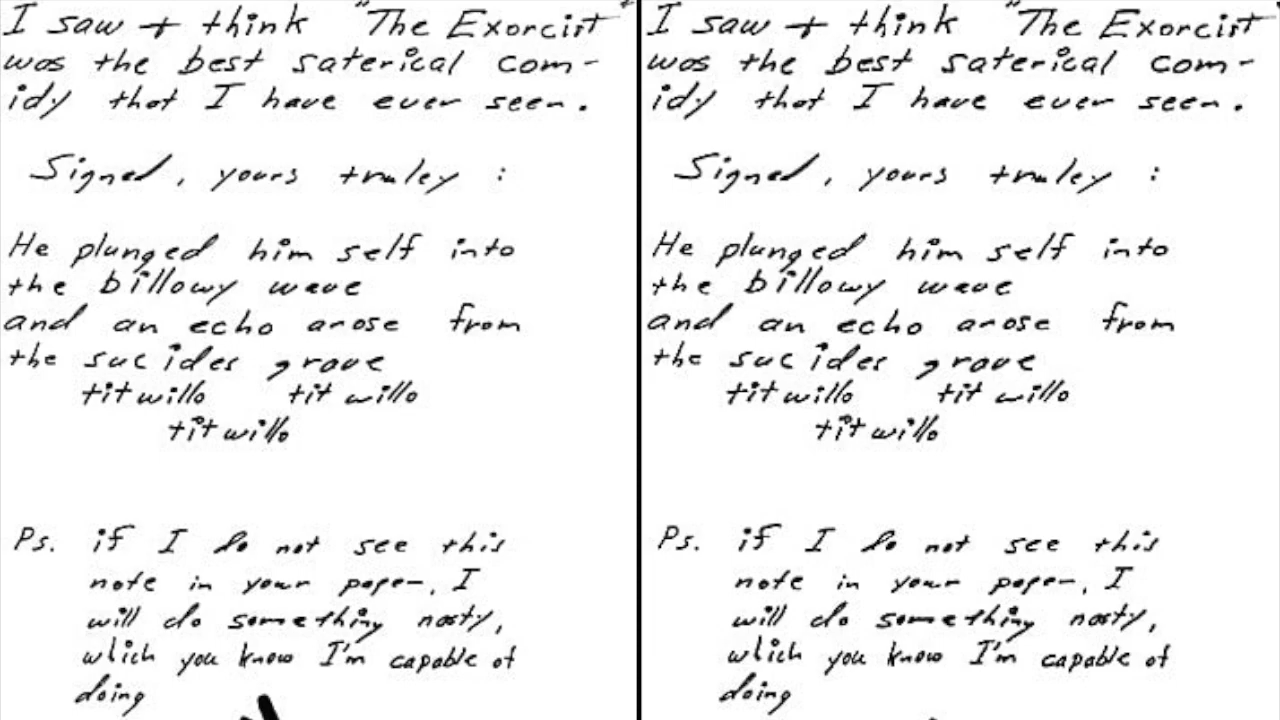 I saw + think "The Exorcist"
was the best saterical com-
idy that I have ever seen.
Signed, yours truley :
He plunged him self into
the billowy wave
and an echo arose from
the sucides grave
tit willo tit willo
tit willo
Ps. if I do not see this
note in your paper, I
will do something nasty,
which you know I'm capable of
doing
I saw + think "The Exorcist"
was the best saterical com-
idy that I have ever seen.
Signed, yours truley :
He plunged him self into
the billowy wave
and an echo arose from
the sucides grave
tit willo tit willo
tit willo
Ps. if I do not see this
note in your paper, I
will do something nasty,
which you know I'm capable of
doing